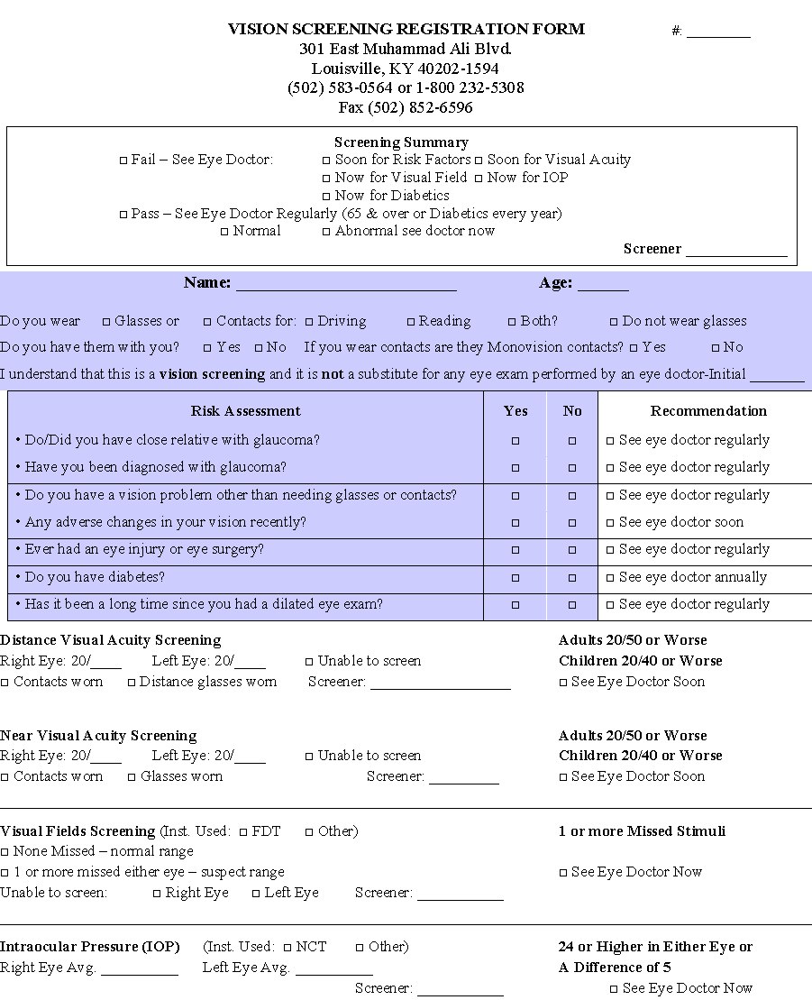 VISION SCREENING REGISTRATION FORM #: ________
301 East Muhammad Ali Blvd.
Louisville, KY 40202-1594
(502) 583-0564 or 1-800 232-5308
Fax (502) 852-6596
Screening Summary
□ Fail – See Eye Doctor: □ Soon for Risk Factors □ Soon for Visual Acuity
□ Now for Visual Field □ Now for IOP
□ Now for Diabetics
□ Pass – See Eye Doctor Regularly (65 & over or Diabetics every year)
□ Normal □ Abnormal see doctor now
Screener ______________
Name: __________________________ Age: ______
Do you wear □ Glasses or □ Contacts for: □ Driving □ Reading □ Both? □ Do not wear glasses
Do you have them with you? □ Yes □ No If you wear contacts are they Monovision contacts? □ Yes □ No
I understand that this is a vision screening and it is not a substitute for any eye exam performed by an eye doctor-Initial _______
Risk Assessment Yes No Recommendation
• Do/Did you have close relative with glaucoma? □ □ □ See eye doctor regularly
• Have you been diagnosed with glaucoma? □ □ □ See eye doctor regularly
• Do you have a vision problem other than needing glasses or contacts? □ □ □ See eye doctor regularly
• Any adverse changes in your vision recently? □ □ □ See eye doctor soon
• Ever had an eye injury or eye surgery? □ □ □ See eye doctor regularly
• Do you have diabetes? □ □ □ See eye doctor annually
• Has it been a long time since you had a dilated eye exam? □ □ □ See eye doctor regularly
Distance Visual Acuity Screening Adults 20/50 or Worse
Right Eye: 20/____ Left Eye: 20/____ □ Unable to screen Children 20/40 or Worse
□ Contacts worn □ Distance glasses worn Screener: __________________ □ See Eye Doctor Soon
Near Visual Acuity Screening Adults 20/50 or Worse
Right Eye: 20/____ Left Eye: 20/____ □ Unable to screen Children 20/40 or Worse
□ Contacts worn □ Glasses worn Screener: _________ □ See Eye Doctor Soon
Visual Fields Screening (Inst. Used: □ FDT □ Other) 1 or more Missed Stimuli
□ None Missed – normal range
□ 1 or more missed either eye – suspect range □ See Eye Doctor Now
Unable to screen: □ Right Eye □ Left Eye Screener: ___________
Intraocular Pressure (IOP) (Inst. Used: □ NCT □ Other) 24 or Higher in Either Eye or
Right Eye Avg. __________ Left Eye Avg. __________ A Difference of 5
Screener: ___________ □ See Eye Doctor Now